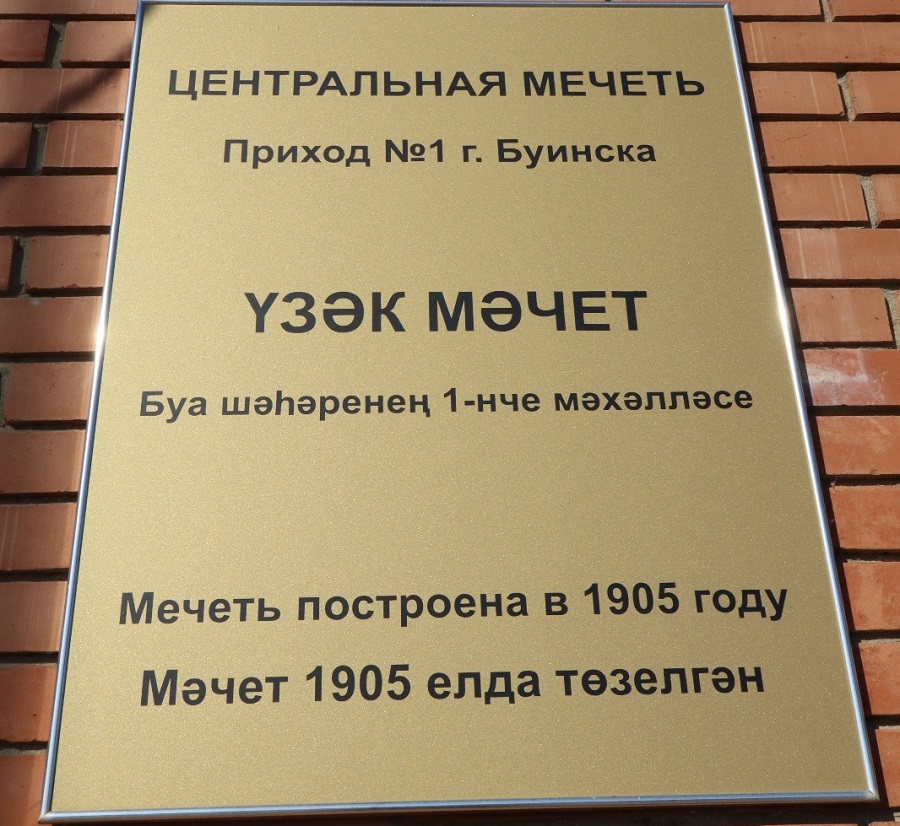 ЦЕНТРАЛЬНАЯ МЕЧЕТЬ
Приход №1 г. Буинска
ҮЗӘК МӘЧЕТ
Буа шәһәренең 1-нче мәхәлләсе
Мечеть построена в 1905 году
Мәчет 1905 елда төзелгән